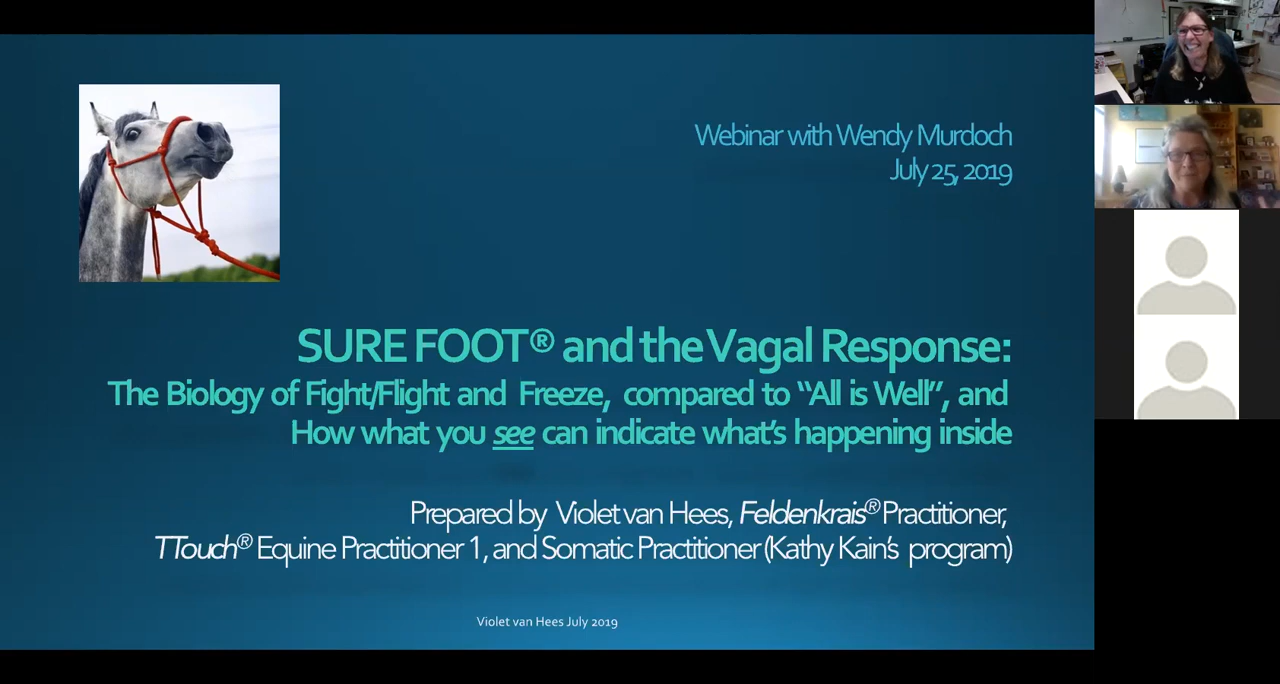 Webinar with Wendy Murdoch
July 25, 2019
SURE FOOT® and the Vagal Response:
The Biology of Fight/Flight and Freeze, compared to “All is Well”, and
How what you see can indicate what’s happening inside
Prepared by Violet van Hees, Feldenkrais® Practitioner,
TTouch® Equine Practitioner 1, and Somatic Practitioner (Kathy Kain’s program)
Violet van Hees July 2019